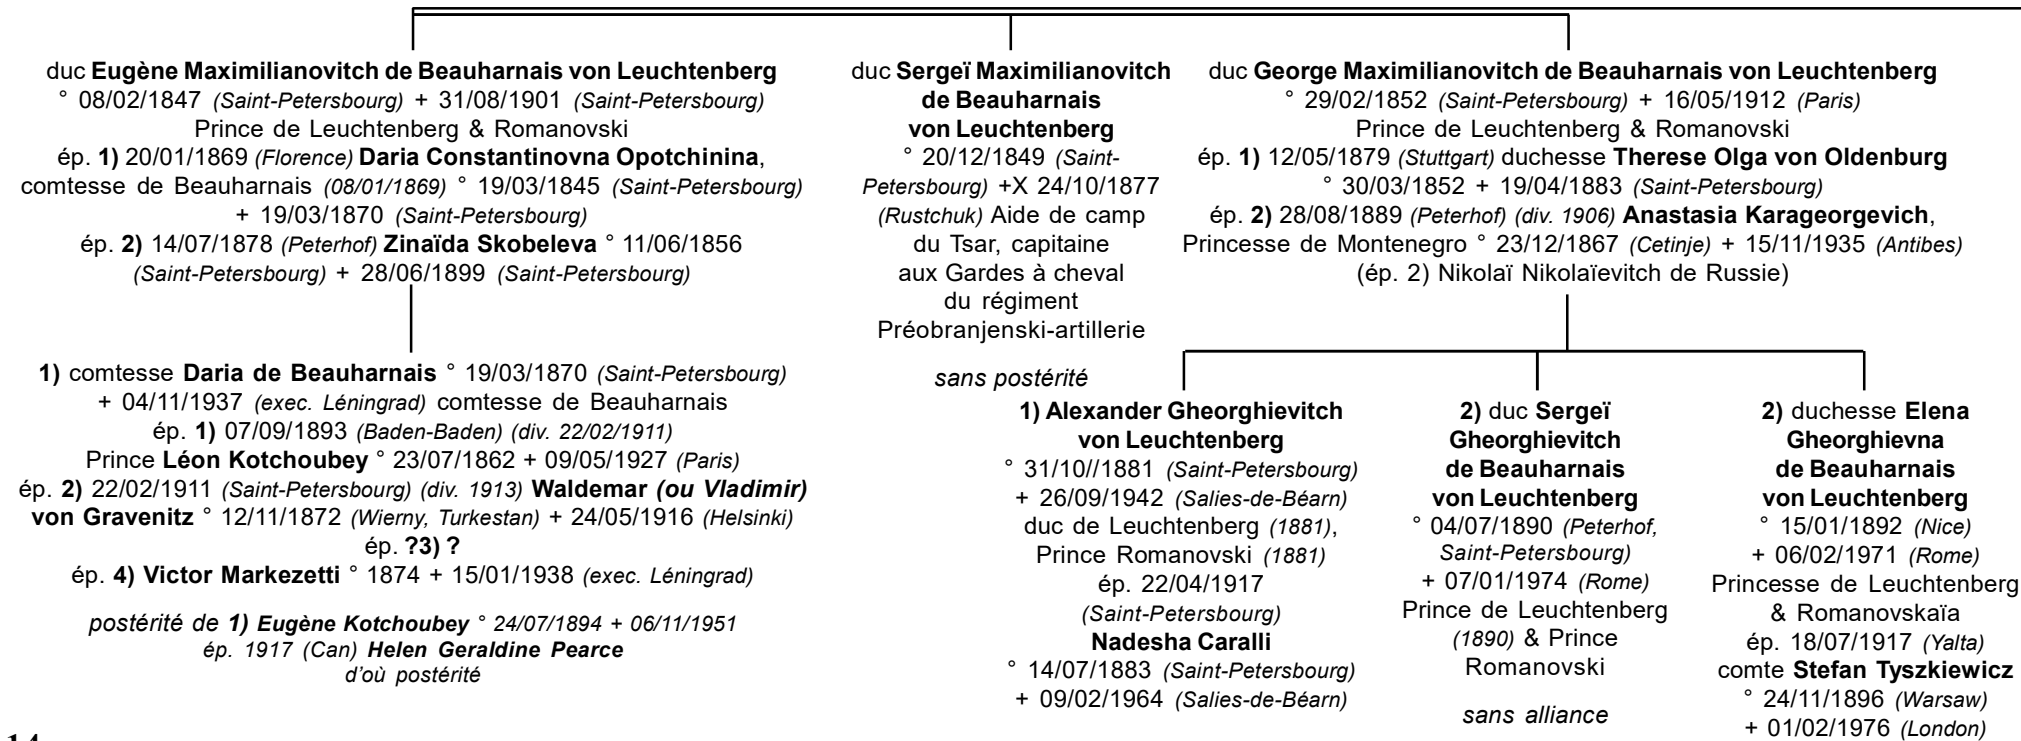 duc Eugène Maximilianovitch de Beauharnais von Leuchtenberg
° 08/02/1847 (Saint-Petersbourg) + 31/08/1901 (Saint-Petersbourg)
Prince de Leuchtenberg & Romanovski
ép. 1) 20/01/1869 (Florence) Daria Constantinovna Opotchinina,
comtesse de Beauharnais (08/01/1869) ° 19/03/1845 (Saint-Petersbourg)
+ 19/03/1870 (Saint-Petersbourg)
ép. 2) 14/07/1878 (Peterhof) Zinaïda Skobeleva ° 11/06/1856
(Saint-Petersbourg) + 28/06/1899 (Saint-Petersbourg)
1) comtesse Daria de Beauharnais ° 19/03/1870 (Saint-Petersbourg)
+ 04/11/1937 (exec. Léningrad) comtesse de Beauharnais
ép. 1) 07/09/1893 (Baden-Baden) (div. 22/02/1911)
Prince Léon Kotchoubey ° 23/07/1862 + 09/05/1927 (Paris)
ép. 2) 22/02/1911 (Saint-Petersbourg) (div. 1913) Waldemar (ou Vladimir)
von Gravenitz ° 12/11/1872 (Wierny, Turkestan) + 24/05/1916 (Helsinki)
ép. ?3) ?
ép. 4) Victor Markezetti ° 1874 + 15/01/1938 (exec. Léningrad)
postérité de 1) Eugène Kotchoubey ° 24/07/1894 + 06/11/1951
ép. 1917 (Can) Helen Geraldine Pearce
d'où postérité
duc Sergeï Maximilianovitch
de Beauharnais
von Leuchtenberg
° 20/12/1849 (Saint-
Petersbourg) +X 24/10/1877
(Rustchuk) Aide de camp
du Tsar, capitaine
aux Gardes à cheval
du régiment
Préobranjenski-artillerie
sans postérité
duc George Maximilianovitch de Beauharnais von Leuchtenberg
° 29/02/1852 (Saint-Petersbourg) + 16/05/1912 (Paris)
Prince de Leuchtenberg & Romanovski
ép. 1) 12/05/1879 (Stuttgart) duchesse Therese Olga von Oldenburg
° 30/03/1852 + 19/04/1883 (Saint-Petersbourg)
ép. 2) 28/08/1889 (Peterhof) (div. 1906) Anastasia Karageorgevich,
Princesse de Montenegro ° 23/12/1867 (Cetinje) + 15/11/1935 (Antibes)
(ép. 2) Nikolaï Nikolaïevitch de Russie)
1) Alexander Gheorghievitch
von Leuchtenberg
° 31/10//1881 (Saint-Petersbourg)
+ 26/09/1942 (Salies-de-Béarn)
duc de Leuchtenberg (1881),
Prince Romanovski (1881)
ép. 22/04/1917
(Saint-Petersbourg)
Nadesha Caralli
° 14/07/1883 (Saint-Petersbourg)
+ 09/02/1964 (Salies-de-Béarn)
2) duc Sergeï
Gheorghievitch
de Beauharnais
von Leuchtenberg
° 04/07/1890 (Peterhof,
Saint-Petersbourg)
+ 07/01/1974 (Rome)
Prince de Leuchtenberg
(1890) & Prince
Romanovski
sans alliance
2) duchesse Elena
Gheorghievna
de Beauharnais
von Leuchtenberg
° 15/01/1892 (Nice)
+ 06/02/1971 (Rome)
Princesse de Leuchtenberg
& Romanovskaïa
ép. 18/07/1917 (Yalta)
comte Stefan Tyszkiewicz
° 24/11/1896 (Warsaw)
+ 01/02/1976 (London)